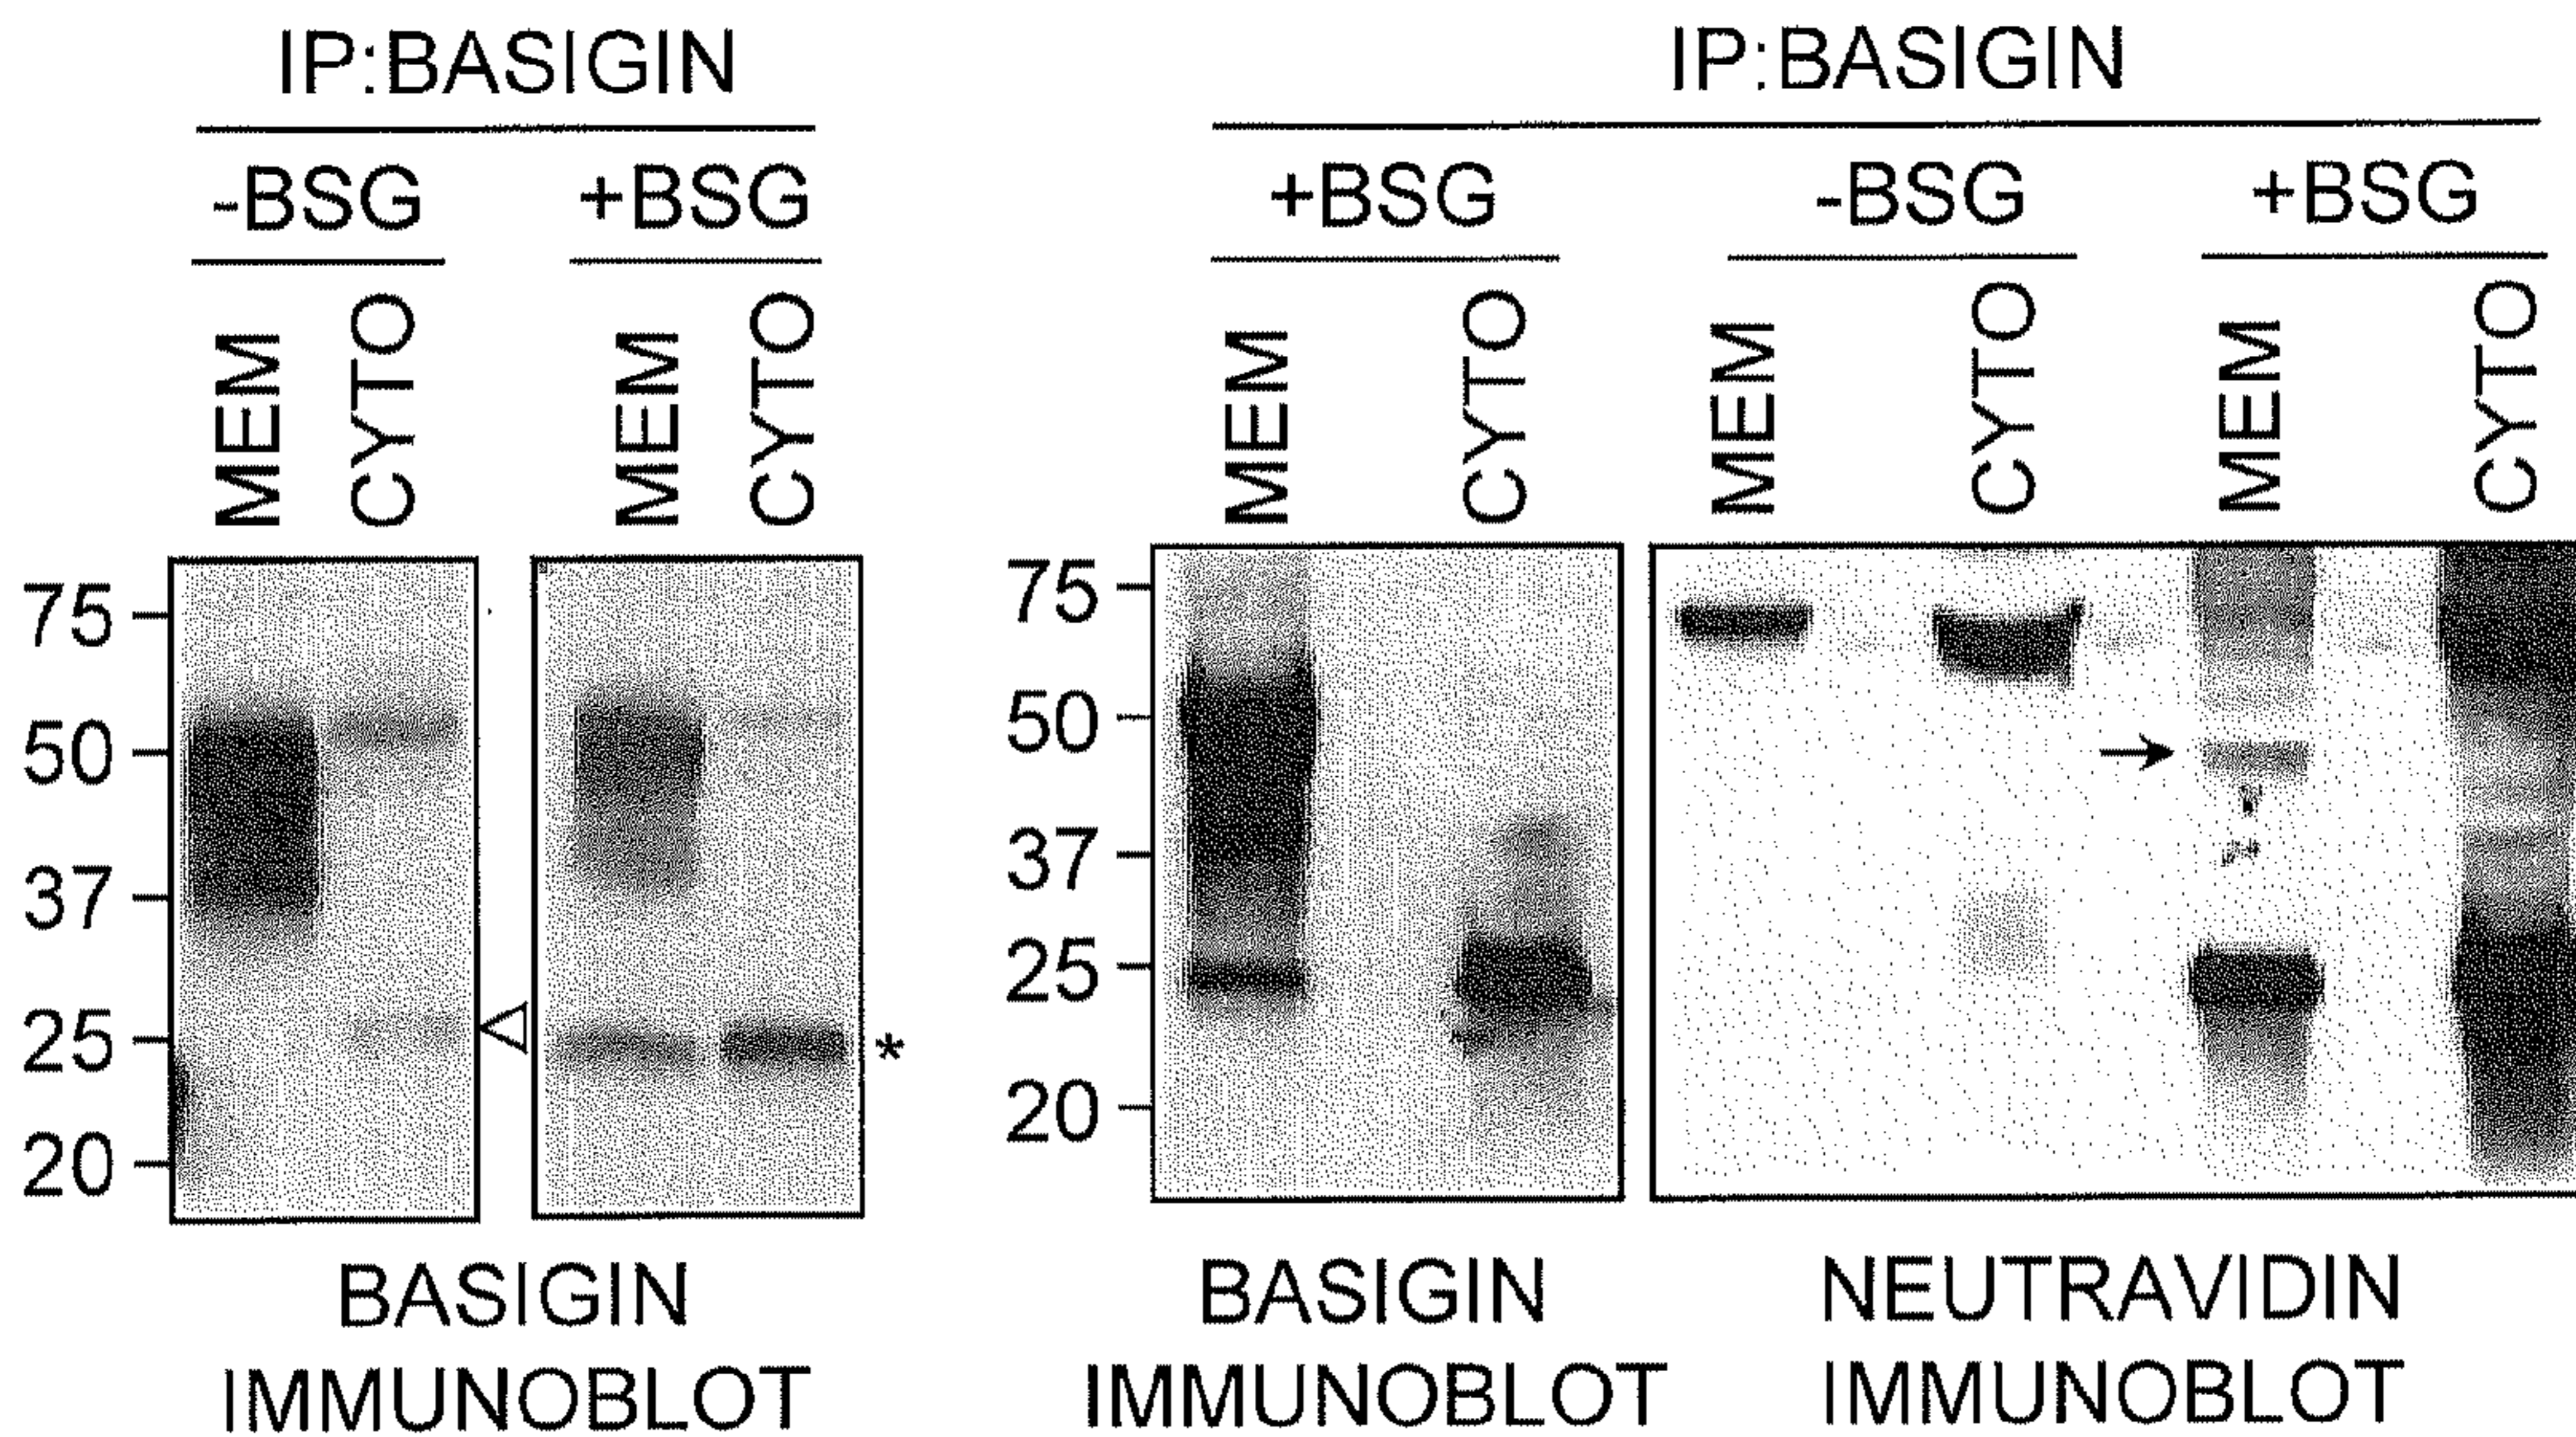 IP:BASIGIN
-BSG +BSG
MEM CYTO MEM CYTO
75
50
37
25
20
*
BASIGIN
IMMUNOBLOT
IP:BASIGIN
+BSG -BSG +BSG
MEM CYTO MEM CYTO MEM CYTO
75
50
37
25
20
BASIGIN
IMMUNOBLOT
NEUTRAVIDIN
IMMUNOBLOT